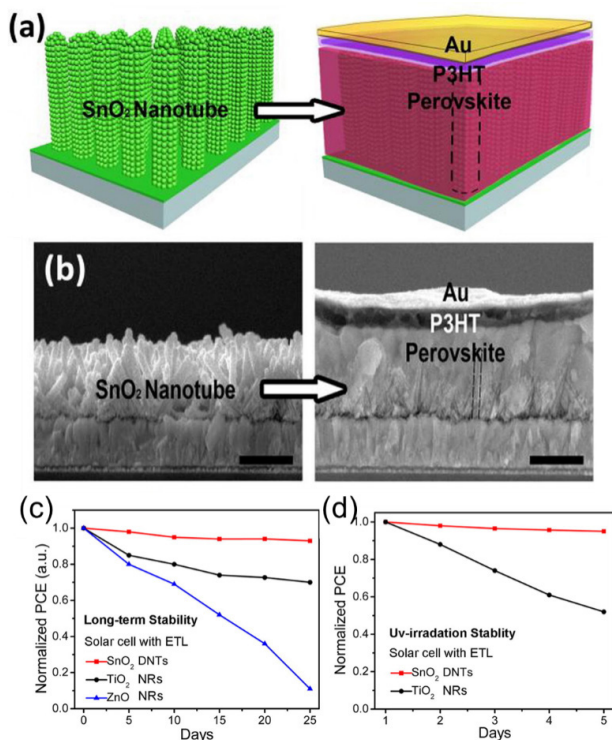 (a)
SnO₂ Nanotube
Au
P3HT
Perovskite
(b)
SnO₂ Nanotube
Au
P3HT
Perovskite
(c)
Normalized PCE (a.u.)
1.0
0.8
0.6
0.4
0.2
0.0
Long-term Stability
Solar cell with ETL
SnO₂ DNTs
TiO₂ NRs
ZnO NRs
0 5 10 15 20 25
Days
(d)
Normalized PCE
1.0
0.8
0.6
0.4
0.2
0.0
Uv-irradiation Stablity
Solar cell with ETL
SnO₂ DNTs
TiO₂ NRs
1 2 3 4 5
Days